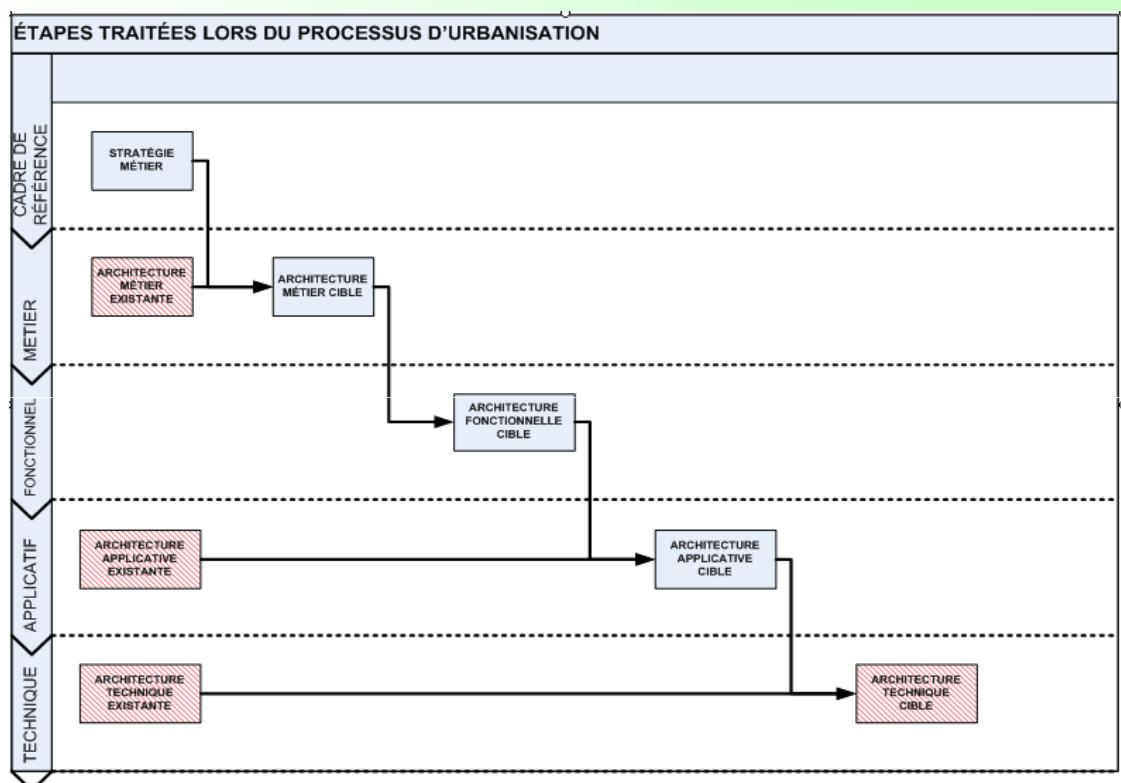 ÉTAPES TRAITÉES LORS DU PROCESSUS D'URBANISATION
CADRE DE
RÉFÉRENCE
STRATÉGIE
MÉTIER
METIER
ARCHITECTURE
MÉTIER
EXISTANTE
ARCHITECTURE
MÉTIER CIBLE
FONCTIONNEL
ARCHITECTURE
FONCTIONNELLE
CIBLE
APPLICATIF
ARCHITECTURE
APPLICATIVE
EXISTANTE
ARCHITECTURE
APPLICATIVE
CIBLE
TECHNIQUE
ARCHITECTURE
TECHNIQUE
EXISTANTE
ARCHITECTURE
TECHNIQUE
CIBLE